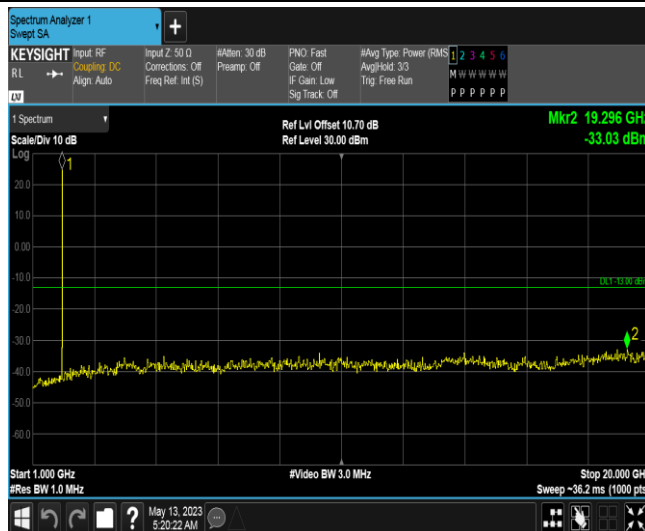 Spectrum Analyzer 1
Swept SA
+
KEYSIGHT
RL
LXI
Input: RF
Coupling: DC
Align: Auto
Input Z: 50 Ω
Corrections: Off
Freq Ref: Int (S)
#Atten: 30 dB
Preamp: Off
PNO: Fast
Gate: Off
IF Gain: Low
Sig Track: Off
#Avg Type: Power (RMS
Avg|Hold: 3/3
Trig: Free Run
1 2 3 4 5 6
M W W W W W
P P P P P P
1 Spectrum
Scale/Div 10 dB
Log
Ref Lvl Offset 10.70 dB
Ref Level 30.00 dBm
Mkr2 19.296 GHz
-33.03 dBm
1
20.0
10.0
0.00
-10.0
DL1 -13.00 dBm
-20.0
-30.0
2
-40.0
-50.0
-60.0
Start 1.000 GHz
#Res BW 1.0 MHz
#Video BW 3.0 MHz
Stop 20.000 GHz
Sweep ~36.2 ms (1000 pts)
?
May 13, 2023
5:20:22 AM